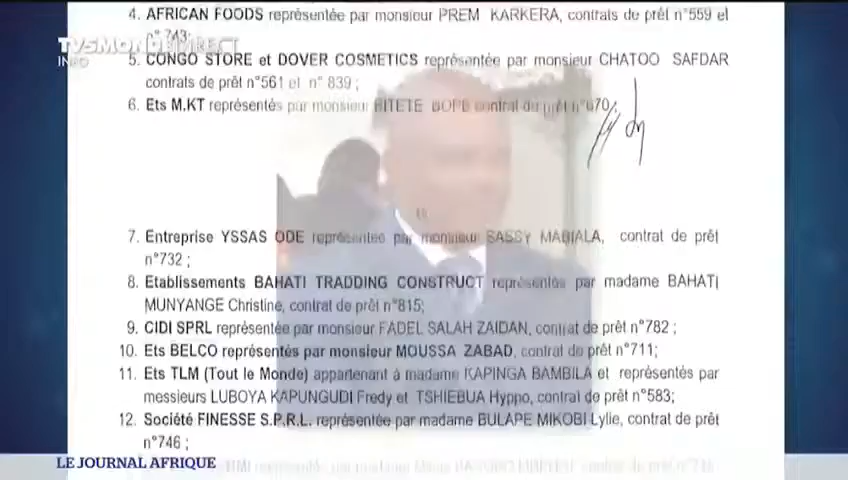 4. AFRICAN FOODS représentée par monsieur PREM KARKERA, contrats de prêt n°559 et
n° 743;
TV5MONDE DIRECT
INFO
5. CONGO STORE et DOVER COSMETICS représentée par monsieur CHATOO SAFDAR
contrats de prêt n°561 et n° 839 ;
6. Ets M.KT représentés par monsieur BITETE BOPE contrat de prêt n°670
7. Entreprise YSSAS ODE représentée par monsieur SASSY MABIALA, contrat de prêt
n°732 ;
8. Etablissements BAHATI TRADDING CONSTRUCT représentés par madame BAHATI
MUNYANGE Christine, contrat de prêt n°815;
9. CIDI SPRL représentée par monsieur FADEL SALAH ZAIDAN, contrat de prêt n°782 ;
10. Ets BELCO représentés par monsieur MOUSSA ZABAD, contrat de prêt n°711;
11. Ets TLM (Tout le Monde) appartenant à madame KAPINGA BAMBILA et représentés par
messieurs LUBOYA KAPUNGUDI Fredy et TSHIEBUA Hyppo, contrat de prêt n°583;
12. Société FINESSE S.P.R.L. représentée par madame BULAPE MIKOBI Lylie, contrat de prêt
n°746 ;
LE JOURNAL AFRIQUE